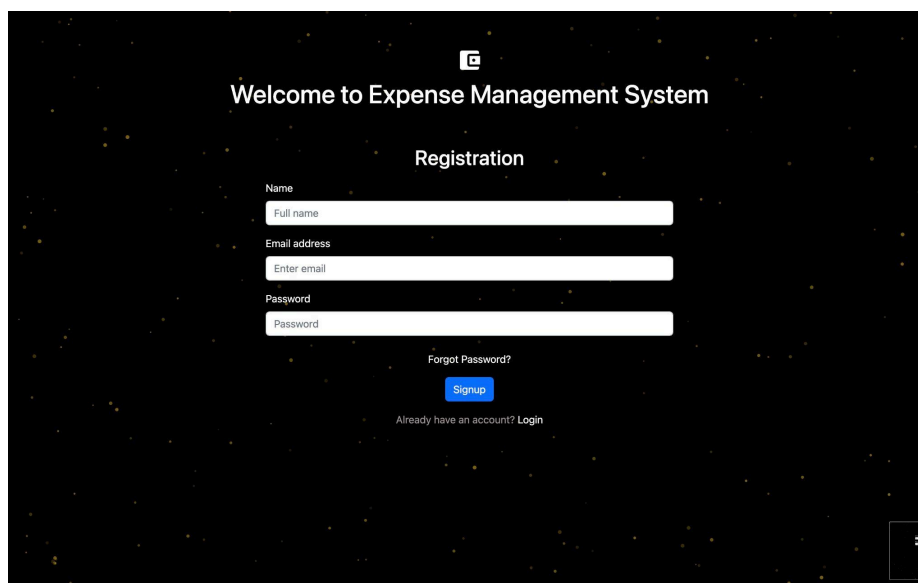 Welcome to Expense Management System
Registration
Name
Full name
Email address
Enter email
Password
Password
Forgot Password?
Signup
Already have an account? Login